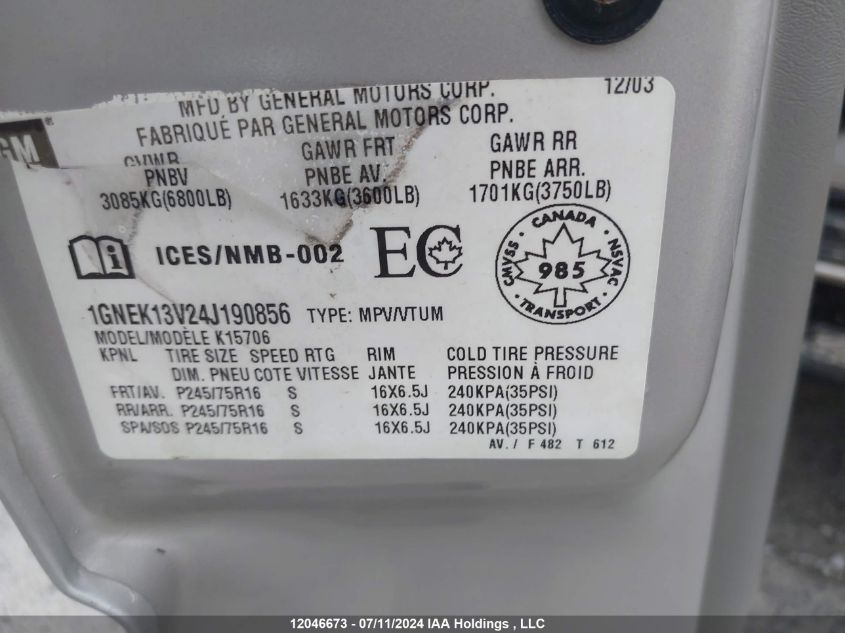 MFD BY GENERAL MOTORS CORP. 12/03
FABRIQUÉ PAR GENERAL MOTORS CORP.
GM ®
GVWR GAWR FRT GAWR RR
PNBV PNBE AV. PNBE ARR.
3085KG(6800LB) 1633KG(3600LB) 1701KG(3750LB)
i ICES/NMB-002 EC
CANADA
CMVSS 985 NSVAC
TRANSPORT
1GNEK13V24J190856 TYPE: MPV/VTUM
MODEL/MODÈLE K15706
KPNL TIRE SIZE SPEED RTG RIM COLD TIRE PRESSURE
DIM. PNEU COTE VITESSE JANTE PRESSION À FROID
FRT/AV. P245/75R16 S 16X6.5J 240KPA(35PSI)
RR/ARR. P245/75R16 S 16X6.5J 240KPA(35PSI)
SPA/SOS P245/75R16 S 16X6.5J 240KPA(35PSI)
AV. / F 482 T 612
12046673 - 07/11/2024 IAA Holdings , LLC